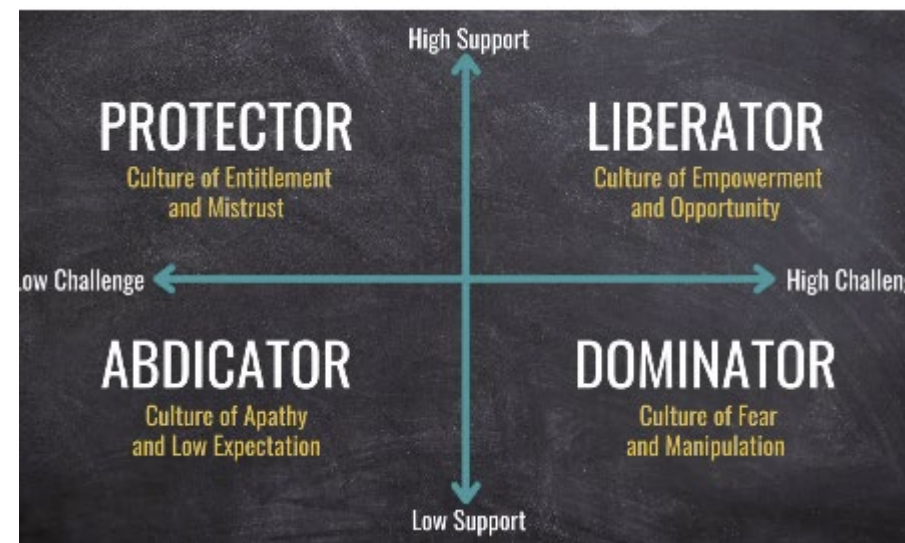 High Support
PROTECTOR
Culture of Entitlement
and Mistrust
LIBERATOR
Culture of Empowerment
and Opportunity
ow Challenge
High Challen
ABDICATOR
Culture of Apathy
and Low Expectation
DOMINATOR
Culture of Fear
and Manipulation
Low Support